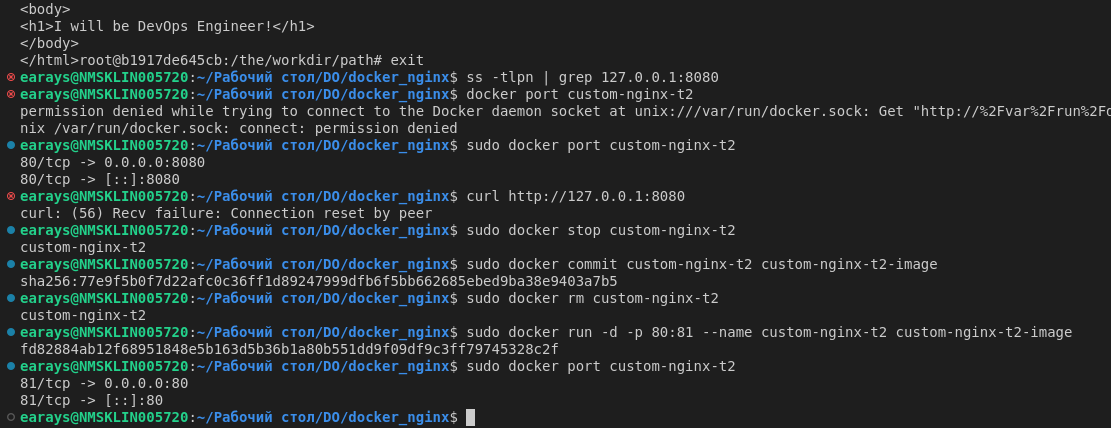 <body>
<h1>I will be DevOps Engineer!</h1>
</body>
</html>root@b1917de645cb:/the/workdir/path# exit
earays@NMSKLIN005720:~/Рабочий стол/DO/docker_nginx$ ss -tlpn | grep 127.0.0.1:8080
earays@NMSKLIN005720:~/Рабочий стол/DO/docker_nginx$ docker port custom-nginx-t2
permission denied while trying to connect to the Docker daemon socket at unix:///var/run/docker.sock: Get "http://%2Fvar%2Frun%2Fd
nix /var/run/docker.sock: connect: permission denied
earays@NMSKLIN005720:~/Рабочий стол/DO/docker_nginx$ sudo docker port custom-nginx-t2
80/tcp -> 0.0.0.0:8080
80/tcp -> [::]:8080
earays@NMSKLIN005720:~/Рабочий стол/DO/docker_nginx$ curl http://127.0.0.1:8080
curl: (56) Recv failure: Connection reset by peer
earays@NMSKLIN005720:~/Рабочий стол/DO/docker_nginx$ sudo docker stop custom-nginx-t2
custom-nginx-t2
earays@NMSKLIN005720:~/Рабочий стол/DO/docker_nginx$ sudo docker commit custom-nginx-t2 custom-nginx-t2-image
sha256:77e9f5b0f7d22afc0c36ff1d89247999dfb6f5bb662685ebed9ba38e9403a7b5
earays@NMSKLIN005720:~/Рабочий стол/DO/docker_nginx$ sudo docker rm custom-nginx-t2
custom-nginx-t2
earays@NMSKLIN005720:~/Рабочий стол/DO/docker_nginx$ sudo docker run -d -p 80:81 --name custom-nginx-t2 custom-nginx-t2-image
fd82884ab12f68951848e5b163d5b36b1a80b551dd9f09df9c3ff79745328c2f
earays@NMSKLIN005720:~/Рабочий стол/DO/docker_nginx$ sudo docker port custom-nginx-t2
81/tcp -> 0.0.0.0:80
81/tcp -> [::]:80
earays@NMSKLIN005720:~/Рабочий стол/DO/docker_nginx$